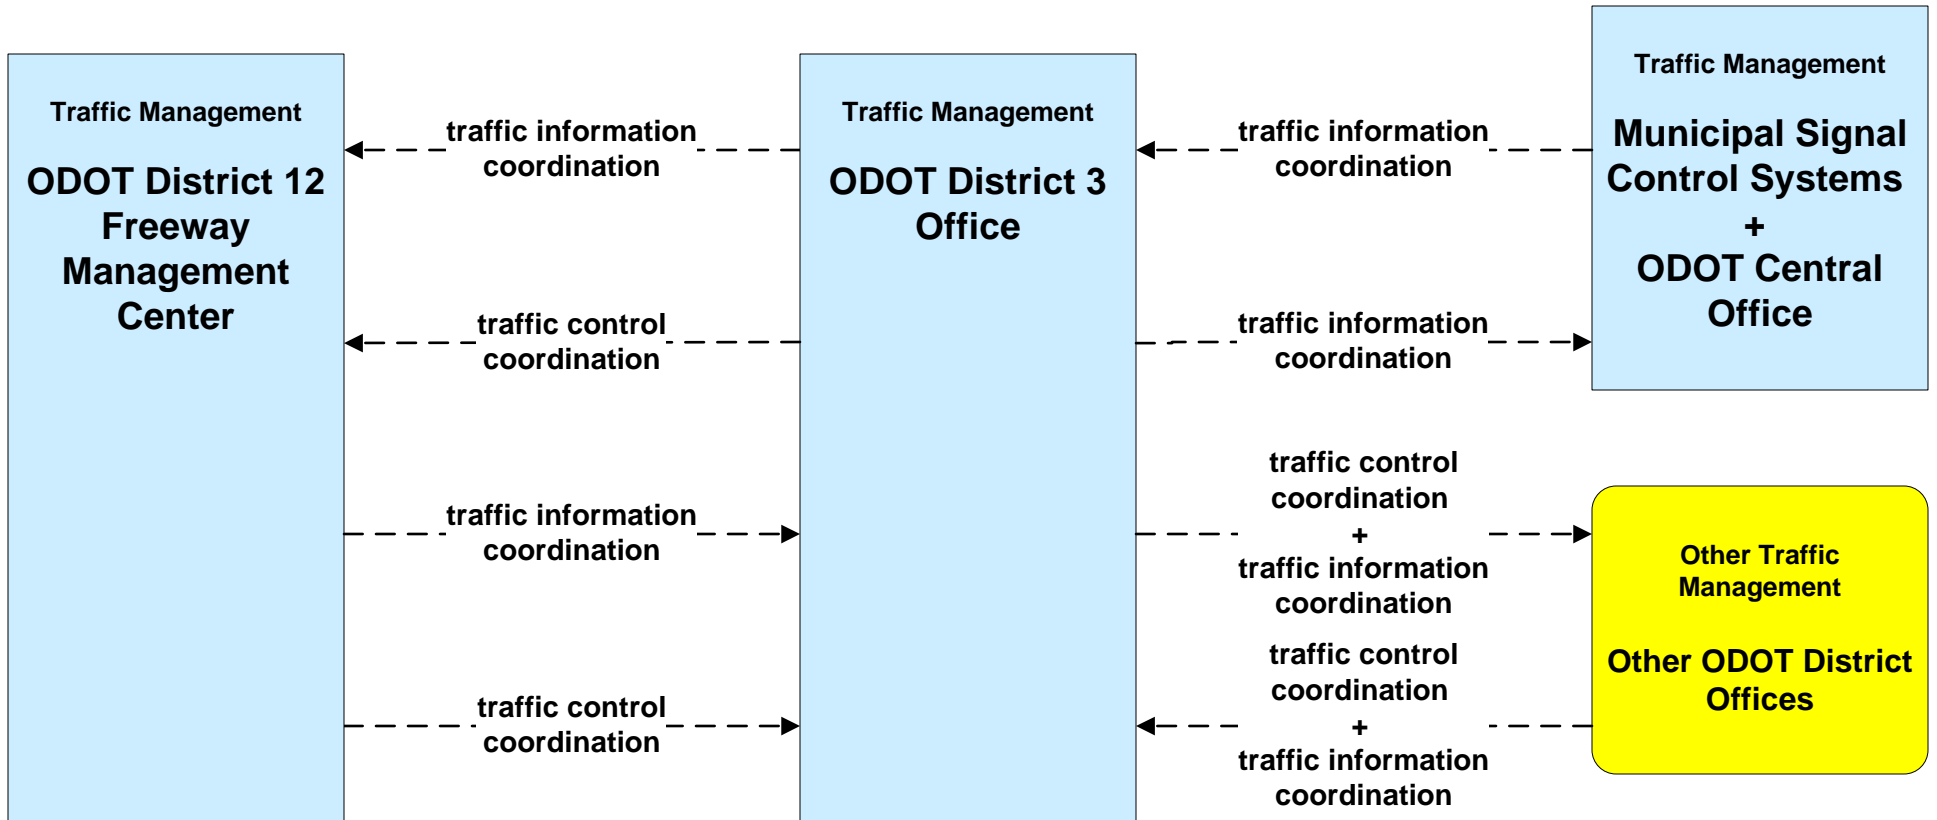 Traffic Management
ODOT District 12
Freeway
Management
Center
traffic information
coordination
traffic control
coordination
traffic information
coordination
traffic control
coordination
Traffic Management
ODOT District 3
Office
traffic information
coordination
traffic information
coordination
traffic control
coordination
+
traffic information
coordination
traffic control
coordination
+
traffic information
coordination
Traffic Management
Municipal Signal
Control Systems
+
ODOT Central
Office
Other Traffic
Management
Other ODOT District
Offices